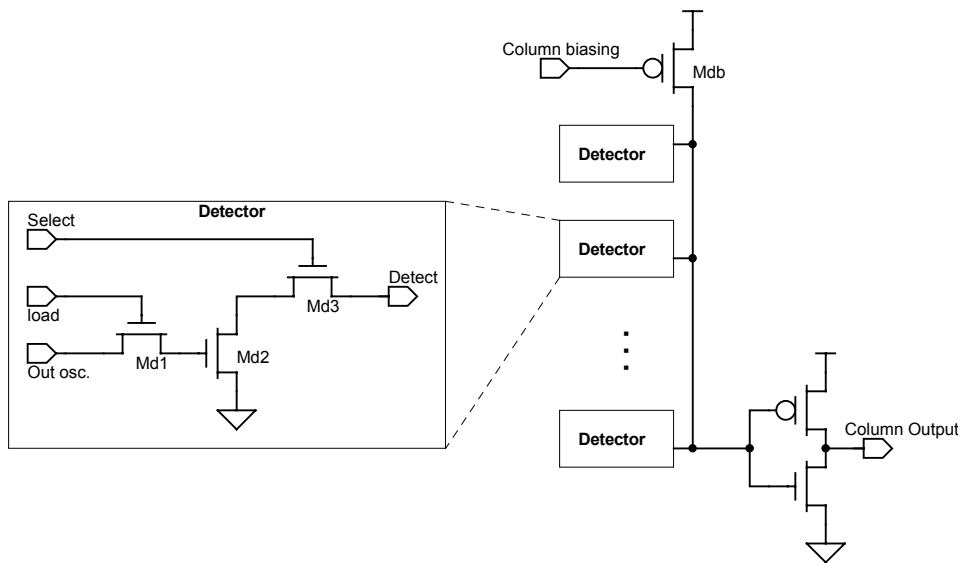 Column biasing
Mdb
Detector
Detector
Select
Detector
Detect
load
Md3
Out osc.
Md1
Md2
Detector
Column Output